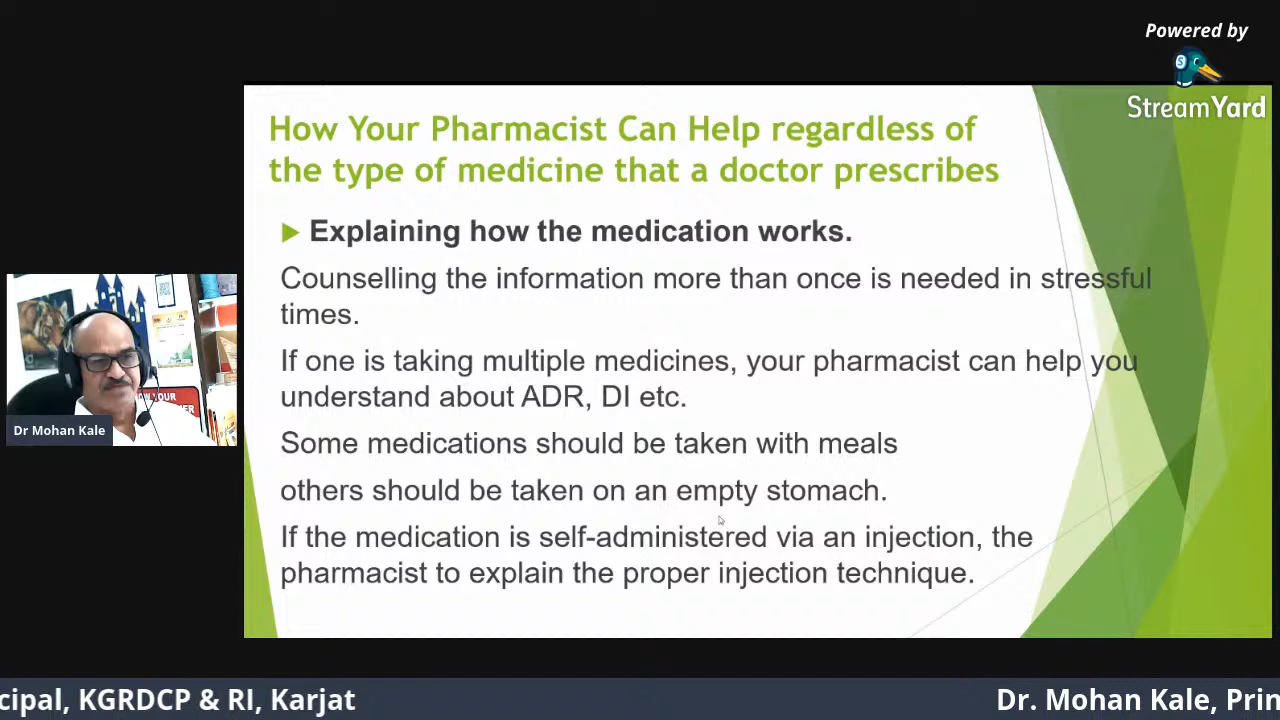 Powered by
StreamYard
How Your Pharmacist Can Help regardless of
the type of medicine that a doctor prescribes
Explaining how the medication works.
Counselling the information more than once is needed in stressful
times.
If one is taking multiple medicines, your pharmacist can help you
understand about ADR, DI etc.
Some medications should be taken with meals
others should be taken on an empty stomach.
If the medication is self-administered via an injection, the
pharmacist to explain the proper injection technique.
Dr Mohan Kale
cipal, KGRDCP & RI, Karjat
Dr. Mohan Kale, Prin